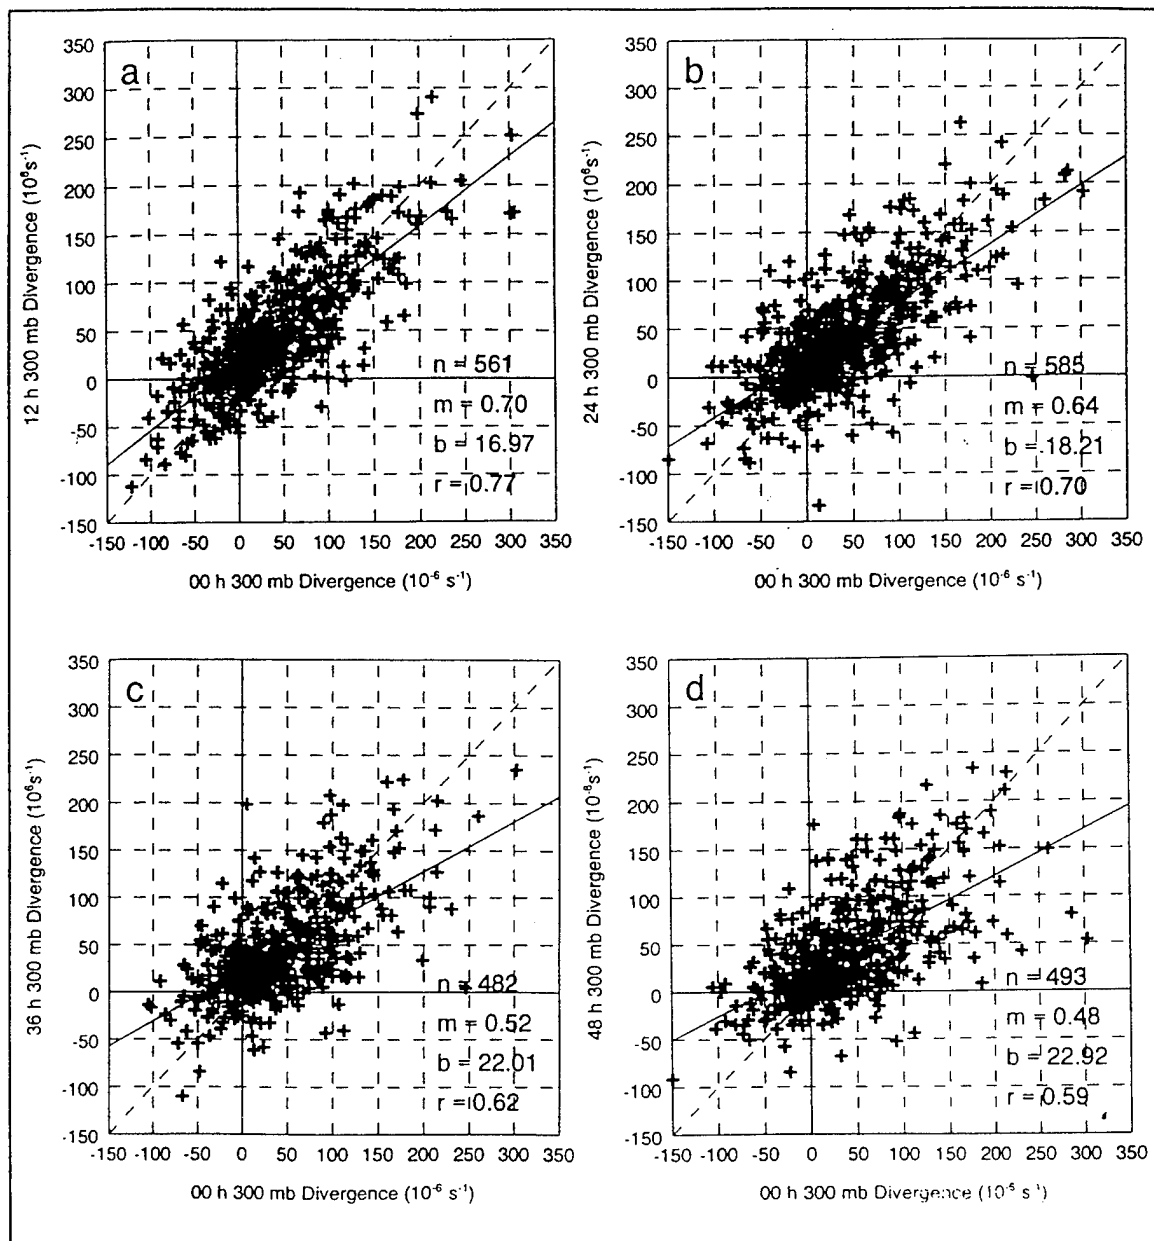 a
350
300
250
200
150
100
50
0
-50
-100
-150
12 h 300 mb Divergence (10⁶s⁻¹)
n = 561
m = 0.70
b = 16.97
r = 0.77
-150 -100 -50 0 50 100 150 200 250 300 350
00 h 300 mb Divergence (10⁻⁶ s⁻¹)
b
350
300
250
200
150
100
50
0
-50
-100
-150
24 h 300 mb Divergence (10⁶s⁻¹)
n = 585
m = 0.64
b = 18.21
r = 0.70
-150 -100 -50 0 50 100 150 200 250 300 350
00 h 300 mb Divergence (10⁻⁶ s⁻¹)
c
350
300
250
200
150
100
50
0
-50
-100
-150
36 h 300 mb Divergence (10⁶s⁻¹)
n = 482
m = 0.52
b = 22.01
r = 0.62
-150 -100 -50 0 50 100 150 200 250 300 350
00 h 300 mb Divergence (10⁻⁶ s⁻¹)
d
350
300
250
200
150
100
50
0
-50
-100
-150
48 h 300 mb Divergence (10⁻⁶s⁻¹)
n = 493
m = 0.48
b = 22.92
r = 0.59
-150 -100 -50 0 50 100 150 200 250 300 350
00 h 300 mb Divergence (10⁻⁵ s⁻¹)